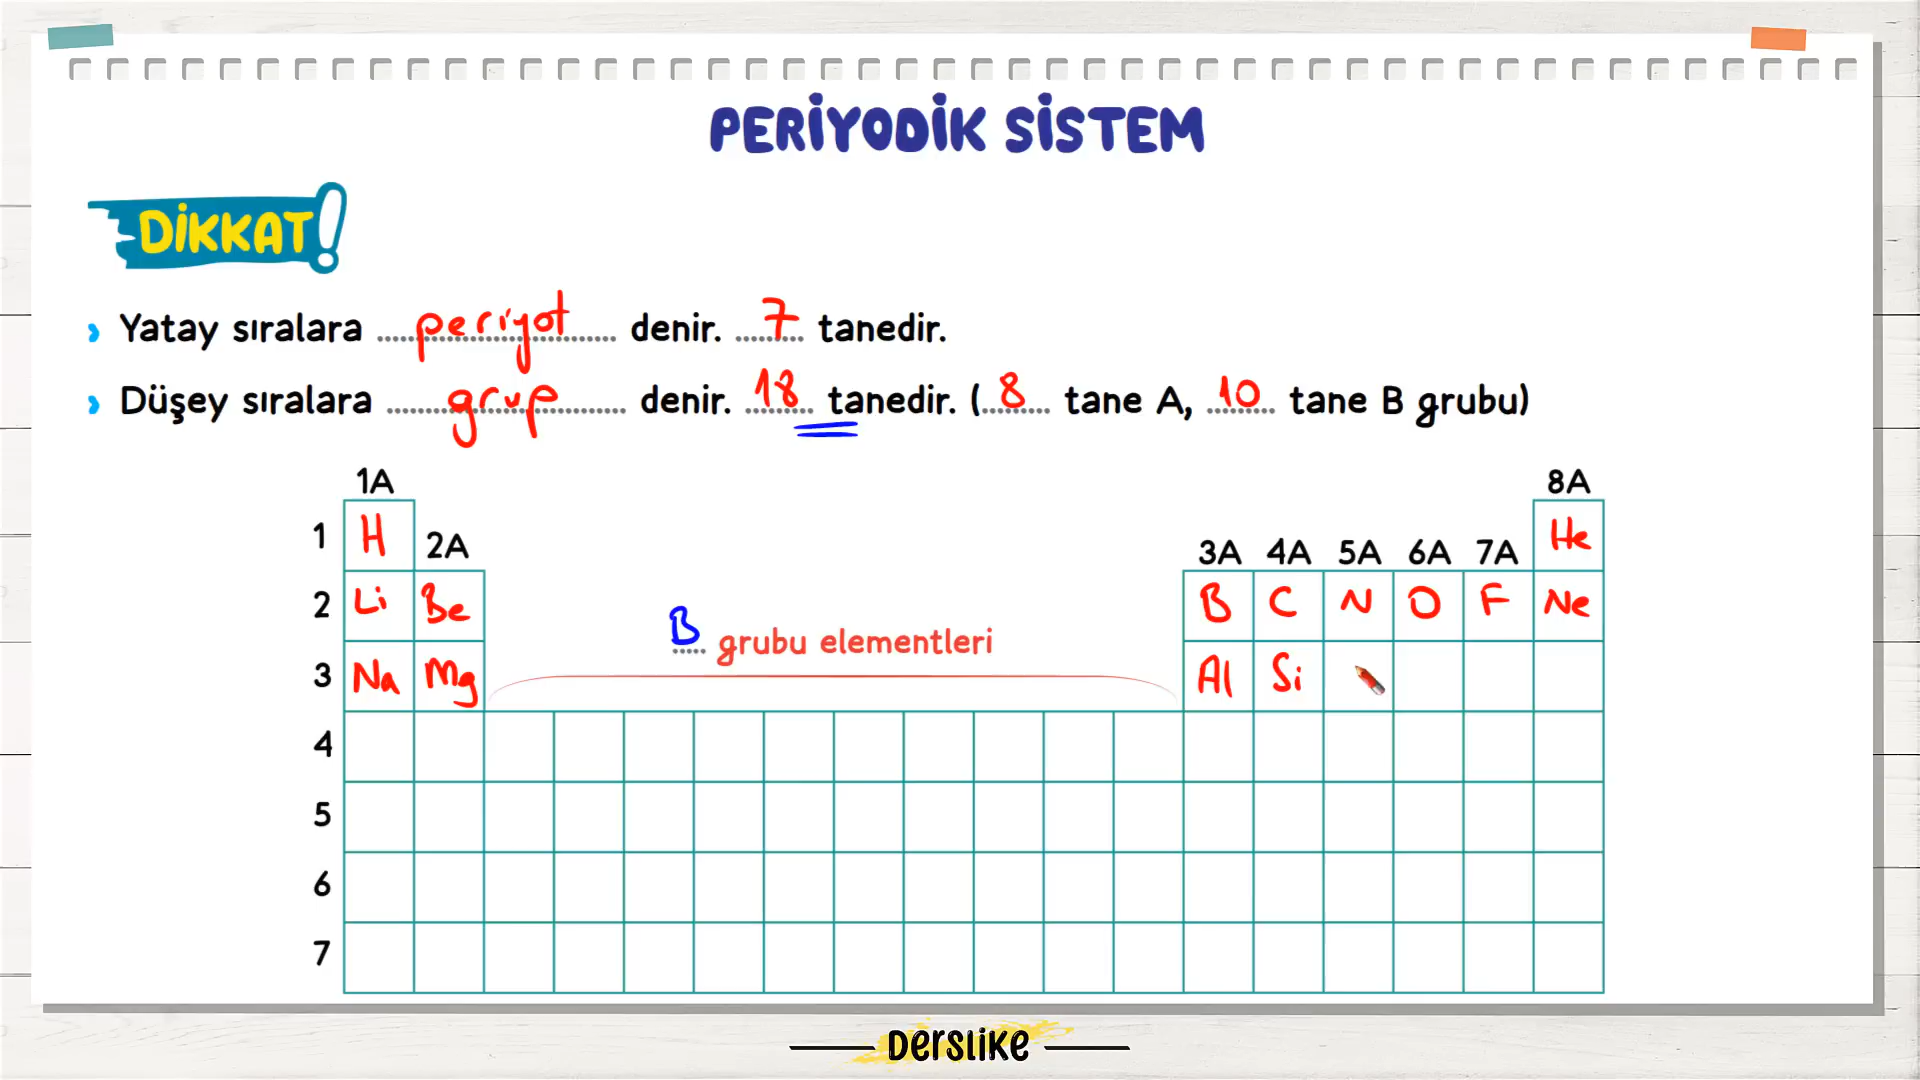 PERİYODİK SİSTEM
DİKKAT!
Yatay sıralara periyot denir. 7 tanedir.
Düşey sıralara grup denir. 18 tanedir. (8 tane A, 10 tane B grubu)
1A 8A
1 H 2A 3A 4A 5A 6A 7A He
2 Li Be B C N O F Ne
B grubu elementleri
3 Na Mg Al Si
4
5
6
7
DERSLİKE